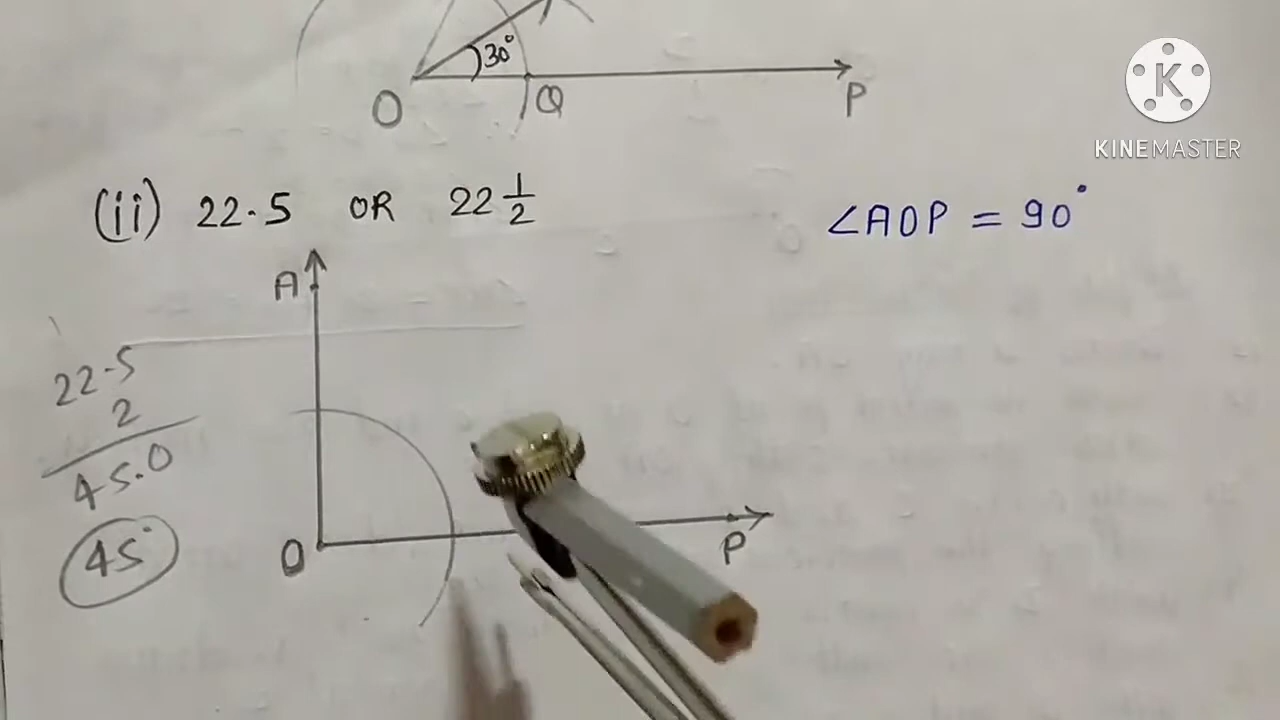 30°
O Q P
K
KINEMASTER
(ii) 22.5 OR 22 1/2
∠AOP = 90°
A
22.5
2
45.0
45°
O P